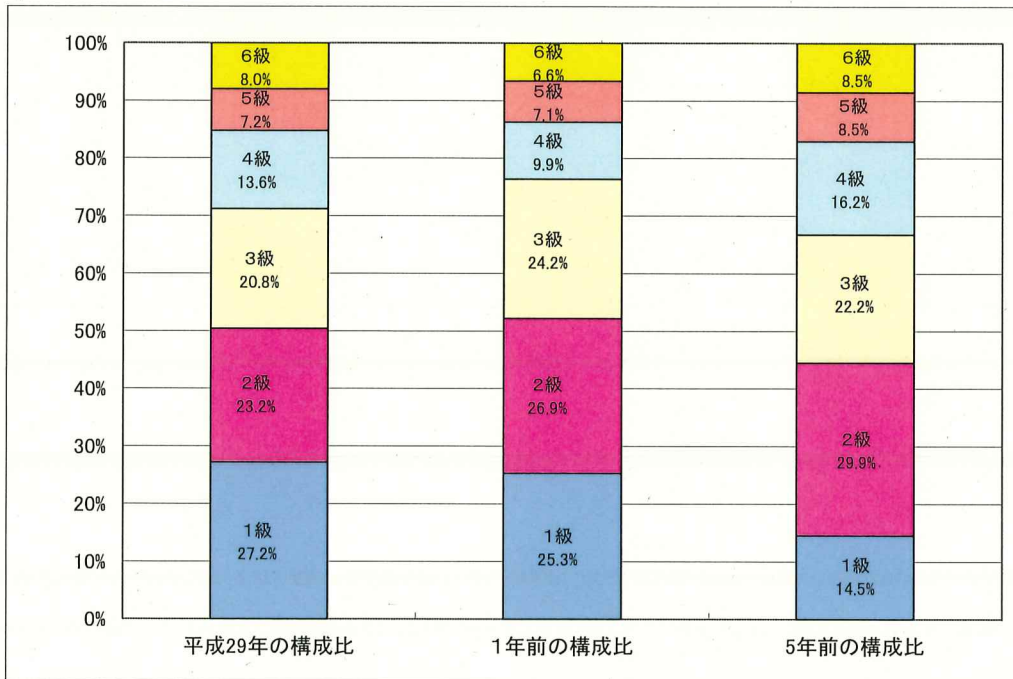 100%
90%
80%
70%
60%
50%
40%
30%
20%
10%
0%
6級
8.0%
5級
7.2%
4級
13.6%
3級
20.8%
2級
23.2%
1級
27.2%
6級
6.6%
5級
7.1%
4級
9.9%
3級
24.2%
2級
26.9%
1級
25.3%
6級
8.5%
5級
8.5%
4級
16.2%
3級
22.2%
2級
29.9%
1級
14.5%
平成29年の構成比
1年前の構成比
5年前の構成比